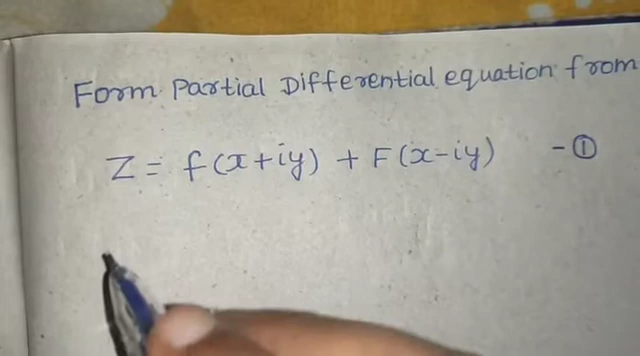 Form Partial Differential equation from
Z = f(x+iy) + F(x-iy) - ①